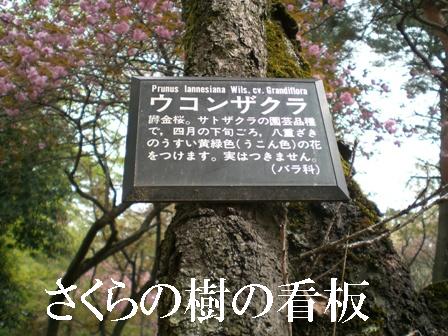 Prunus lannesiana Wils. cv. Grandiflora
ウコンザクラ
欝金桜。サトザクラの園芸品種
で，四月の下旬ごろ，八重ざき
のうすい黄緑色(うこん色)の花
をつけます。実はつきません。
(バラ科)
さくらの樹の看板